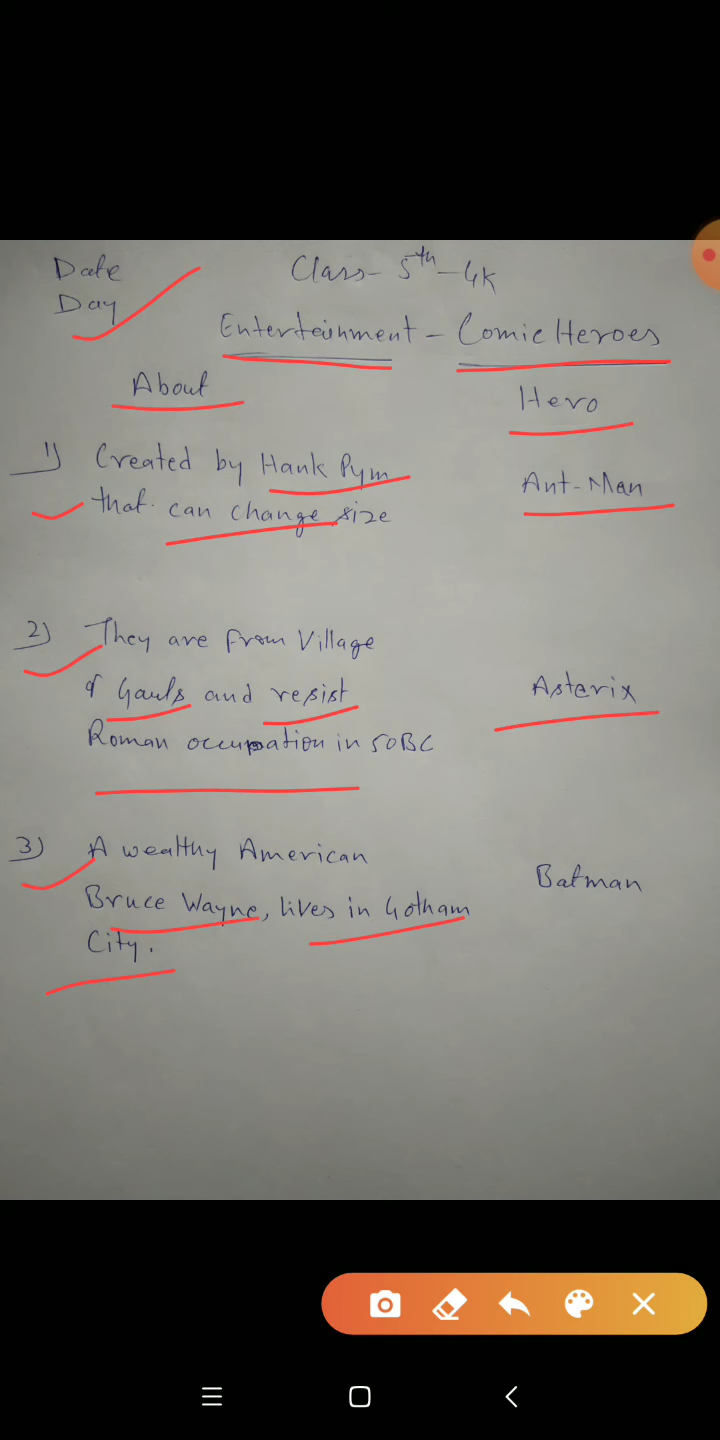 Date
Class- 5th - GK
Day
Entertainment - Comic Heroes
About
Hero
1) Created by Hank Pym
that can change size
Ant-Man
2) They are from Village
of Gauls and resist
Asterix
Roman occupation in 50BC
3) A wealthy American
Batman
Bruce Wayne, lives in Gotham
City.